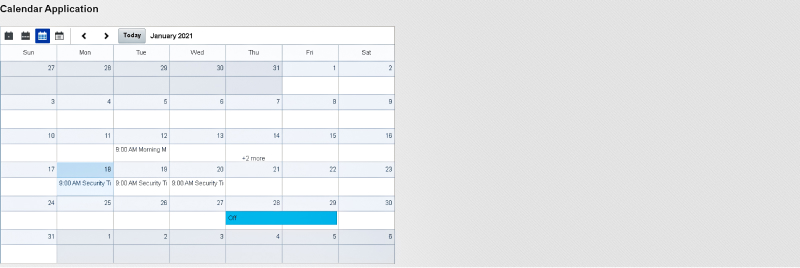 Calendar Application
Today January 2021
Sun Mon Tue Wed Thu Fri Sat
27 28 29 30 31 1 2
3 4 5 6 7 8 9
10 11 12 13 14 15 16
9:00 AM Morning M
+2 more
17 18 19 20 21 22 23
9:00 AM Security Ti 9:00 AM Security Ti 9:00 AM Security Ti
24 25 26 27 28 29 30
Off
31 1 2 3 4 5 6